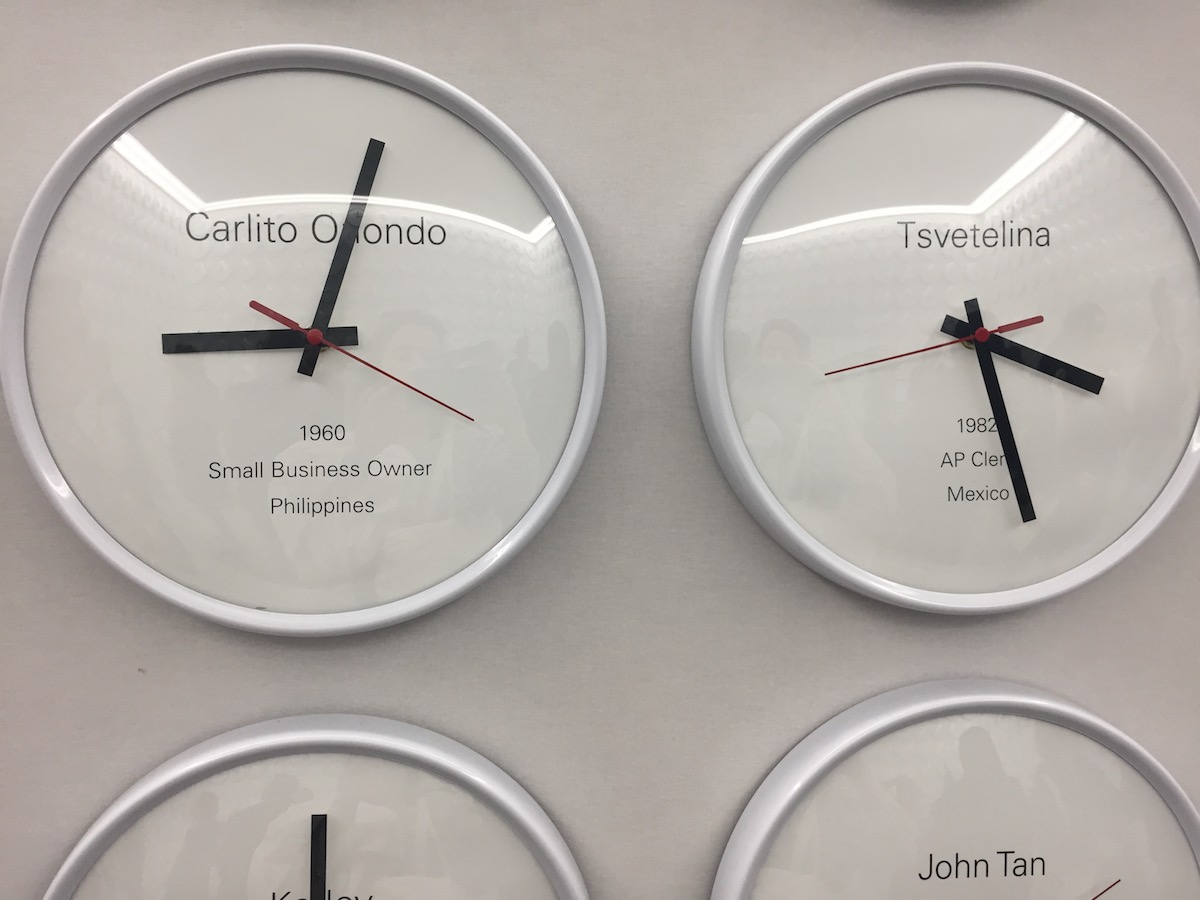 Carlito
1960
Small Business Owner
Philippines
Tsvetelina
1982
AP
Mexico
John Tan